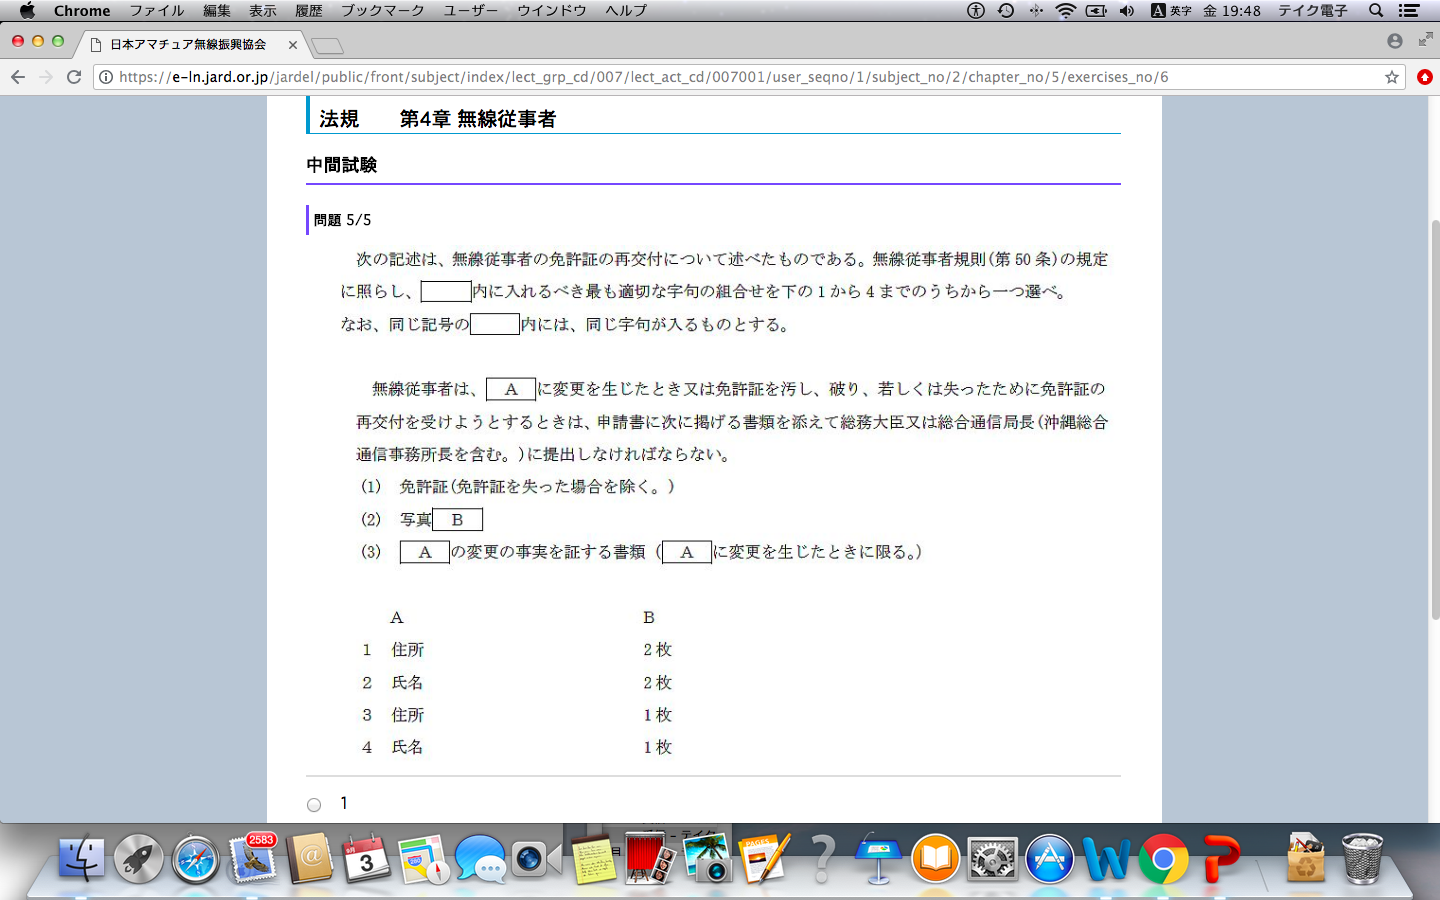 Chrome ファイル 編集 表示 履歴 ブックマーク ユーザー ウインドウ ヘルプ A 英字 金 19:48 テイク電子
日本アマチュア無線振興協会
https://e-ln.jard.or.jp/jardel/public/front/subject/index/lect_grp_cd/007/lect_act_cd/007001/user_seqno/1/subject_no/2/chapter_no/5/exercises_no/6
法規 第4章 無線従事者
中間試験
問題 5/5
次の記述は、無線従事者の免許証の再交付について述べたものである。無線従事者規則(第 50 条)の規定
に照らし、 内に入れるべき最も適切な字句の組合せを下の 1 から 4 までのうちから一つ選べ。
なお、同じ記号の 内には、同じ字句が入るものとする。
無線従事者は、 A に変更を生じたとき又は免許証を汚し、破り、若しくは失ったために免許証の
再交付を受けようとするときは、申請書に次に掲げる書類を添えて総務大臣又は総合通信局長(沖縄総合
通信事務所長を含む。)に提出しなければならない。
(1) 免許証(免許証を失った場合を除く。)
(2) 写真 B
(3) A の変更の事実を証する書類 ( A に変更を生じたときに限る。)
A B
1 住所 2 枚
2 氏名 2 枚
3 住所 1 枚
4 氏名 1 枚
1
2583
3
280
PAGES